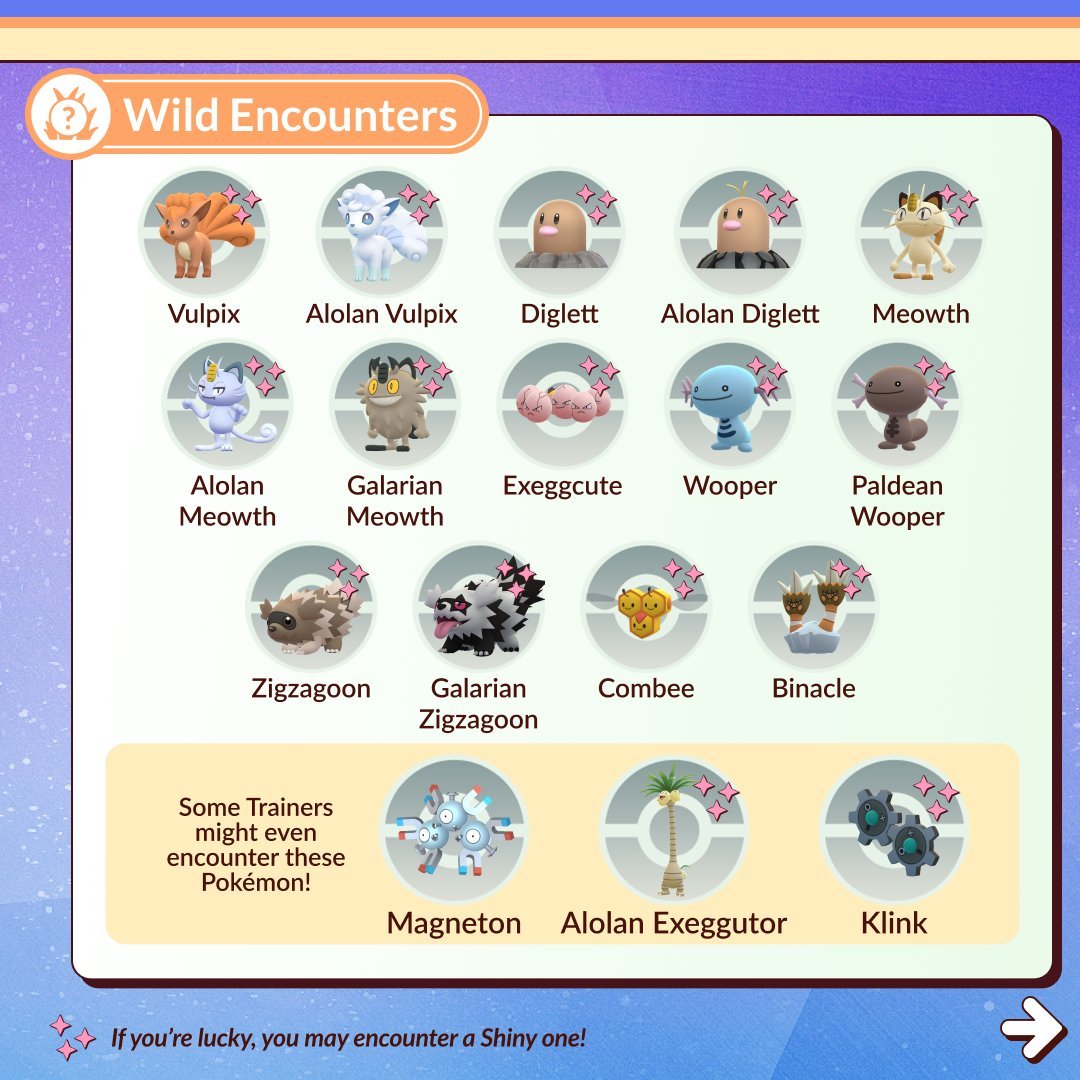 Wild Encounters
Vulpix
Alolan Vulpix
Diglett
Alolan Diglett
Meowth
Alolan
Meowth
Galarian
Meowth
Exeggcute
Wooper
Paldean
Wooper
Zigzagoon
Galarian
Zigzagoon
Combee
Binacle
Some Trainers
might even
encounter these
Pokémon!
Magneton
Alolan Exeggutor
Klink
If you’re lucky, you may encounter a Shiny one!